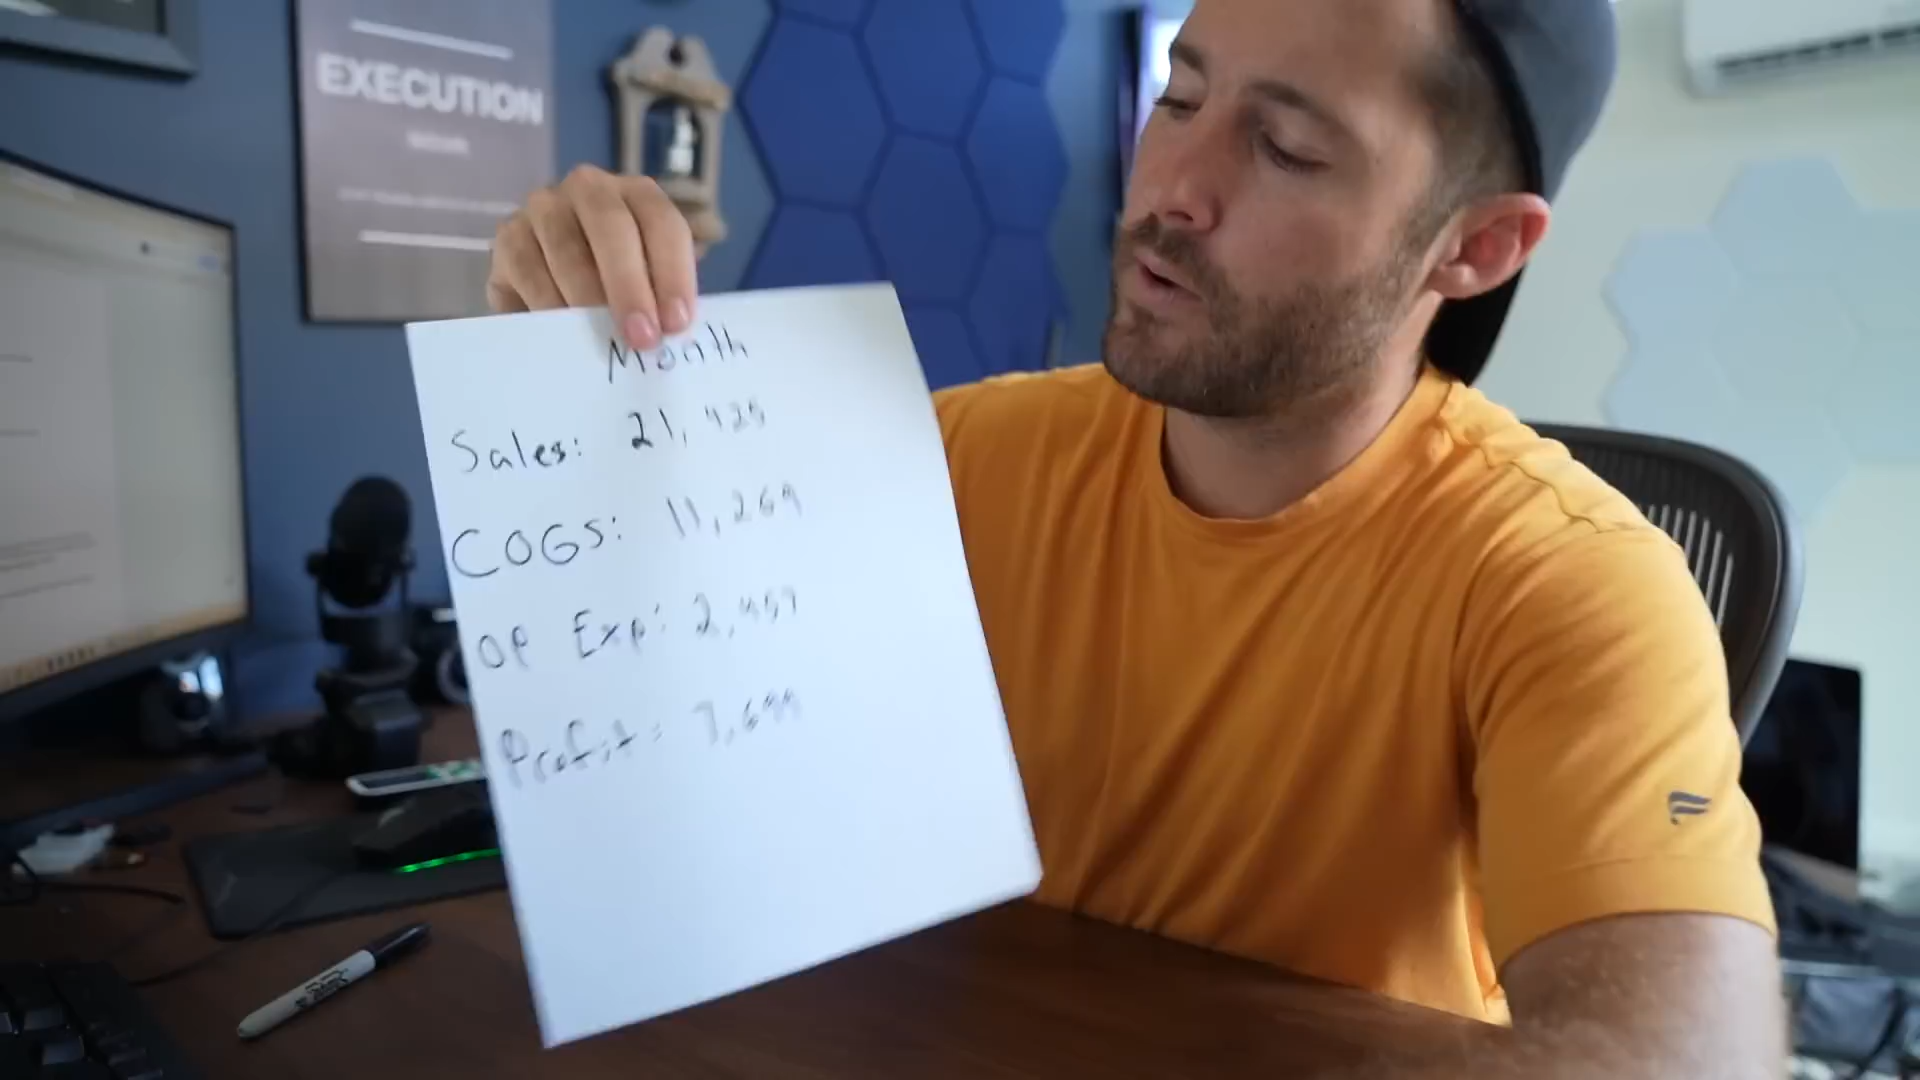 EXECUTION
Month
Sales: 21,425
COGS: 11,269
OP Exp: 2,457
Profit: 7,699